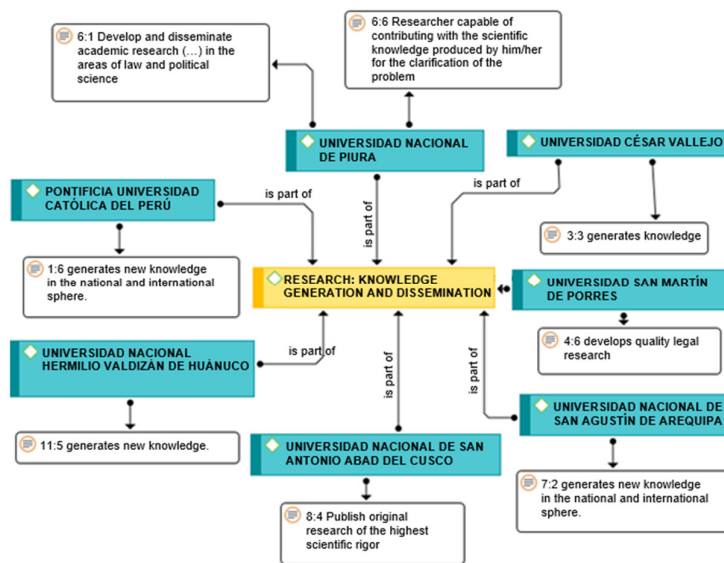 6:1 Develop and disseminate
academic research (...) in the
areas of law and political
science
6:6 Researcher capable of
contributing with the scientific
knowledge produced by him/her
for the clarification of the
problem
UNIVERSIDAD NACIONAL
DE PIURA
UNIVERSIDAD CÉSAR VALLEJO
PONTIFICIA UNIVERSIDAD
CATÓLICA DEL PERÚ
is part of
is part of
is part of
3:3 generates knowledge
1:6 generates new knowledge
in the national and international
sphere.
RESEARCH: KNOWLEDGE
GENERATION AND DISSEMINATION
UNIVERSIDAD SAN MARTÍN
DE PORRES
4:6 develops quality legal
research
UNIVERSIDAD NACIONAL
HERMILIO VALDIZÁN DE HUÁNUCO
is part of
is part of
is part of
UNIVERSIDAD NACIONAL DE
SAN AGUSTÍN DE AREQUIPA
11:5 generates new knowledge.
UNIVERSIDAD NACIONAL DE SAN
ANTONIO ABAD DEL CUSCO
7:2 generates new knowledge
in the national and international
sphere.
8:4 Publish original
research of the highest
scientific rigor